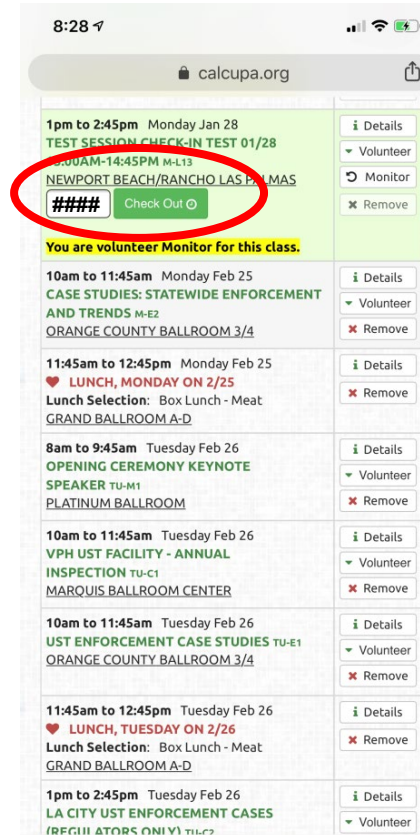 8:28
calcupa.org
1pm to 2:45pm Monday Jan 28
i Details
TEST SESSION CHECK-IN TEST 01/28
Volunteer
:00AM-14:45PM M-L13
NEWPORT BEACH/RANCHO LAS PALMAS
Monitor
#### Check Out
Remove
You are volunteer Monitor for this class.
10am to 11:45am Monday Feb 25
i Details
CASE STUDIES: STATEWIDE ENFORCEMENT
Volunteer
AND TRENDS M-E2
ORANGE COUNTY BALLROOM 3/4
Remove
11:45am to 12:45pm Monday Feb 25
i Details
LUNCH, MONDAY ON 2/25
Remove
Lunch Selection: Box Lunch - Meat
GRAND BALLROOM A-D
8am to 9:45am Tuesday Feb 26
i Details
OPENING CEREMONY KEYNOTE
Volunteer
SPEAKER TU-M1
PLATINUM BALLROOM
Remove
10am to 11:45am Tuesday Feb 26
i Details
VPH UST FACILITY - ANNUAL
Volunteer
INSPECTION TU-C1
MARQUIS BALLROOM CENTER
Remove
10am to 11:45am Tuesday Feb 26
i Details
UST ENFORCEMENT CASE STUDIES TU-E1
Volunteer
ORANGE COUNTY BALLROOM 3/4
Remove
11:45am to 12:45pm Tuesday Feb 26
i Details
LUNCH, TUESDAY ON 2/26
Remove
Lunch Selection: Box Lunch - Meat
GRAND BALLROOM A-D
1pm to 2:45pm Tuesday Feb 26
i Details
LA CITY UST ENFORCEMENT CASES
Volunteer
(REGULATORS ONLY) TU-C2